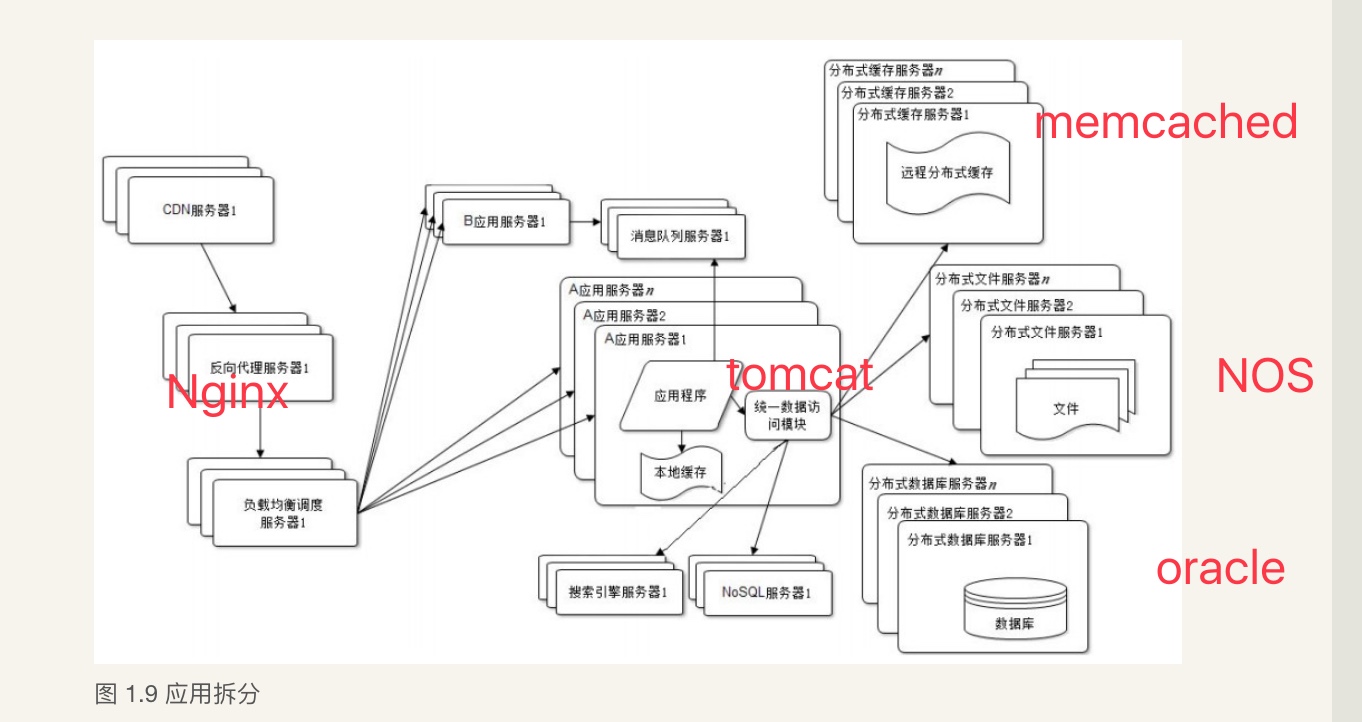 分布式缓存服务器n
分布式缓存服务器2
分布式缓存服务器1
memcached
远程分布式缓存
CDN服务器1
B应用服务器1
消息队列服务器1
A应用服务器n
A应用服务器2
A应用服务器1
分布式文件服务器n
分布式文件服务器2
分布式文件服务器1
反向代理服务器1
Nginx
tomcat
NOS
应用程序
统一数据访
问模块
文件
本地缓存
负载均衡调度
服务器1
分布式数据库服务器n
分布式数据库服务器2
分布式数据库服务器1
oracle
搜索引擎服务器1
NoSQL服务器1
数据库
图 1.9 应用拆分